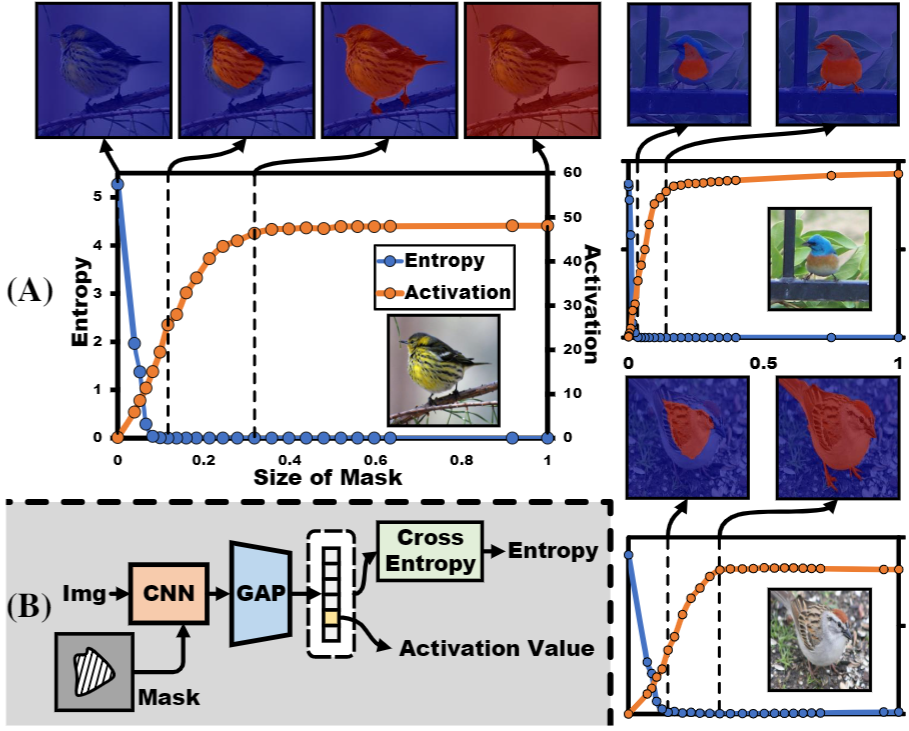 (A)
Entropy
5
4
3
2
1
0
60
50
40
30
20
10
0
Activation
Entropy
Activation
0
0.2
0.4
0.6
0.8
1
Size of Mask
0
0.5
1
(B)
Img
CNN
GAP
Cross
Entropy
Entropy
Activation Value
Mask